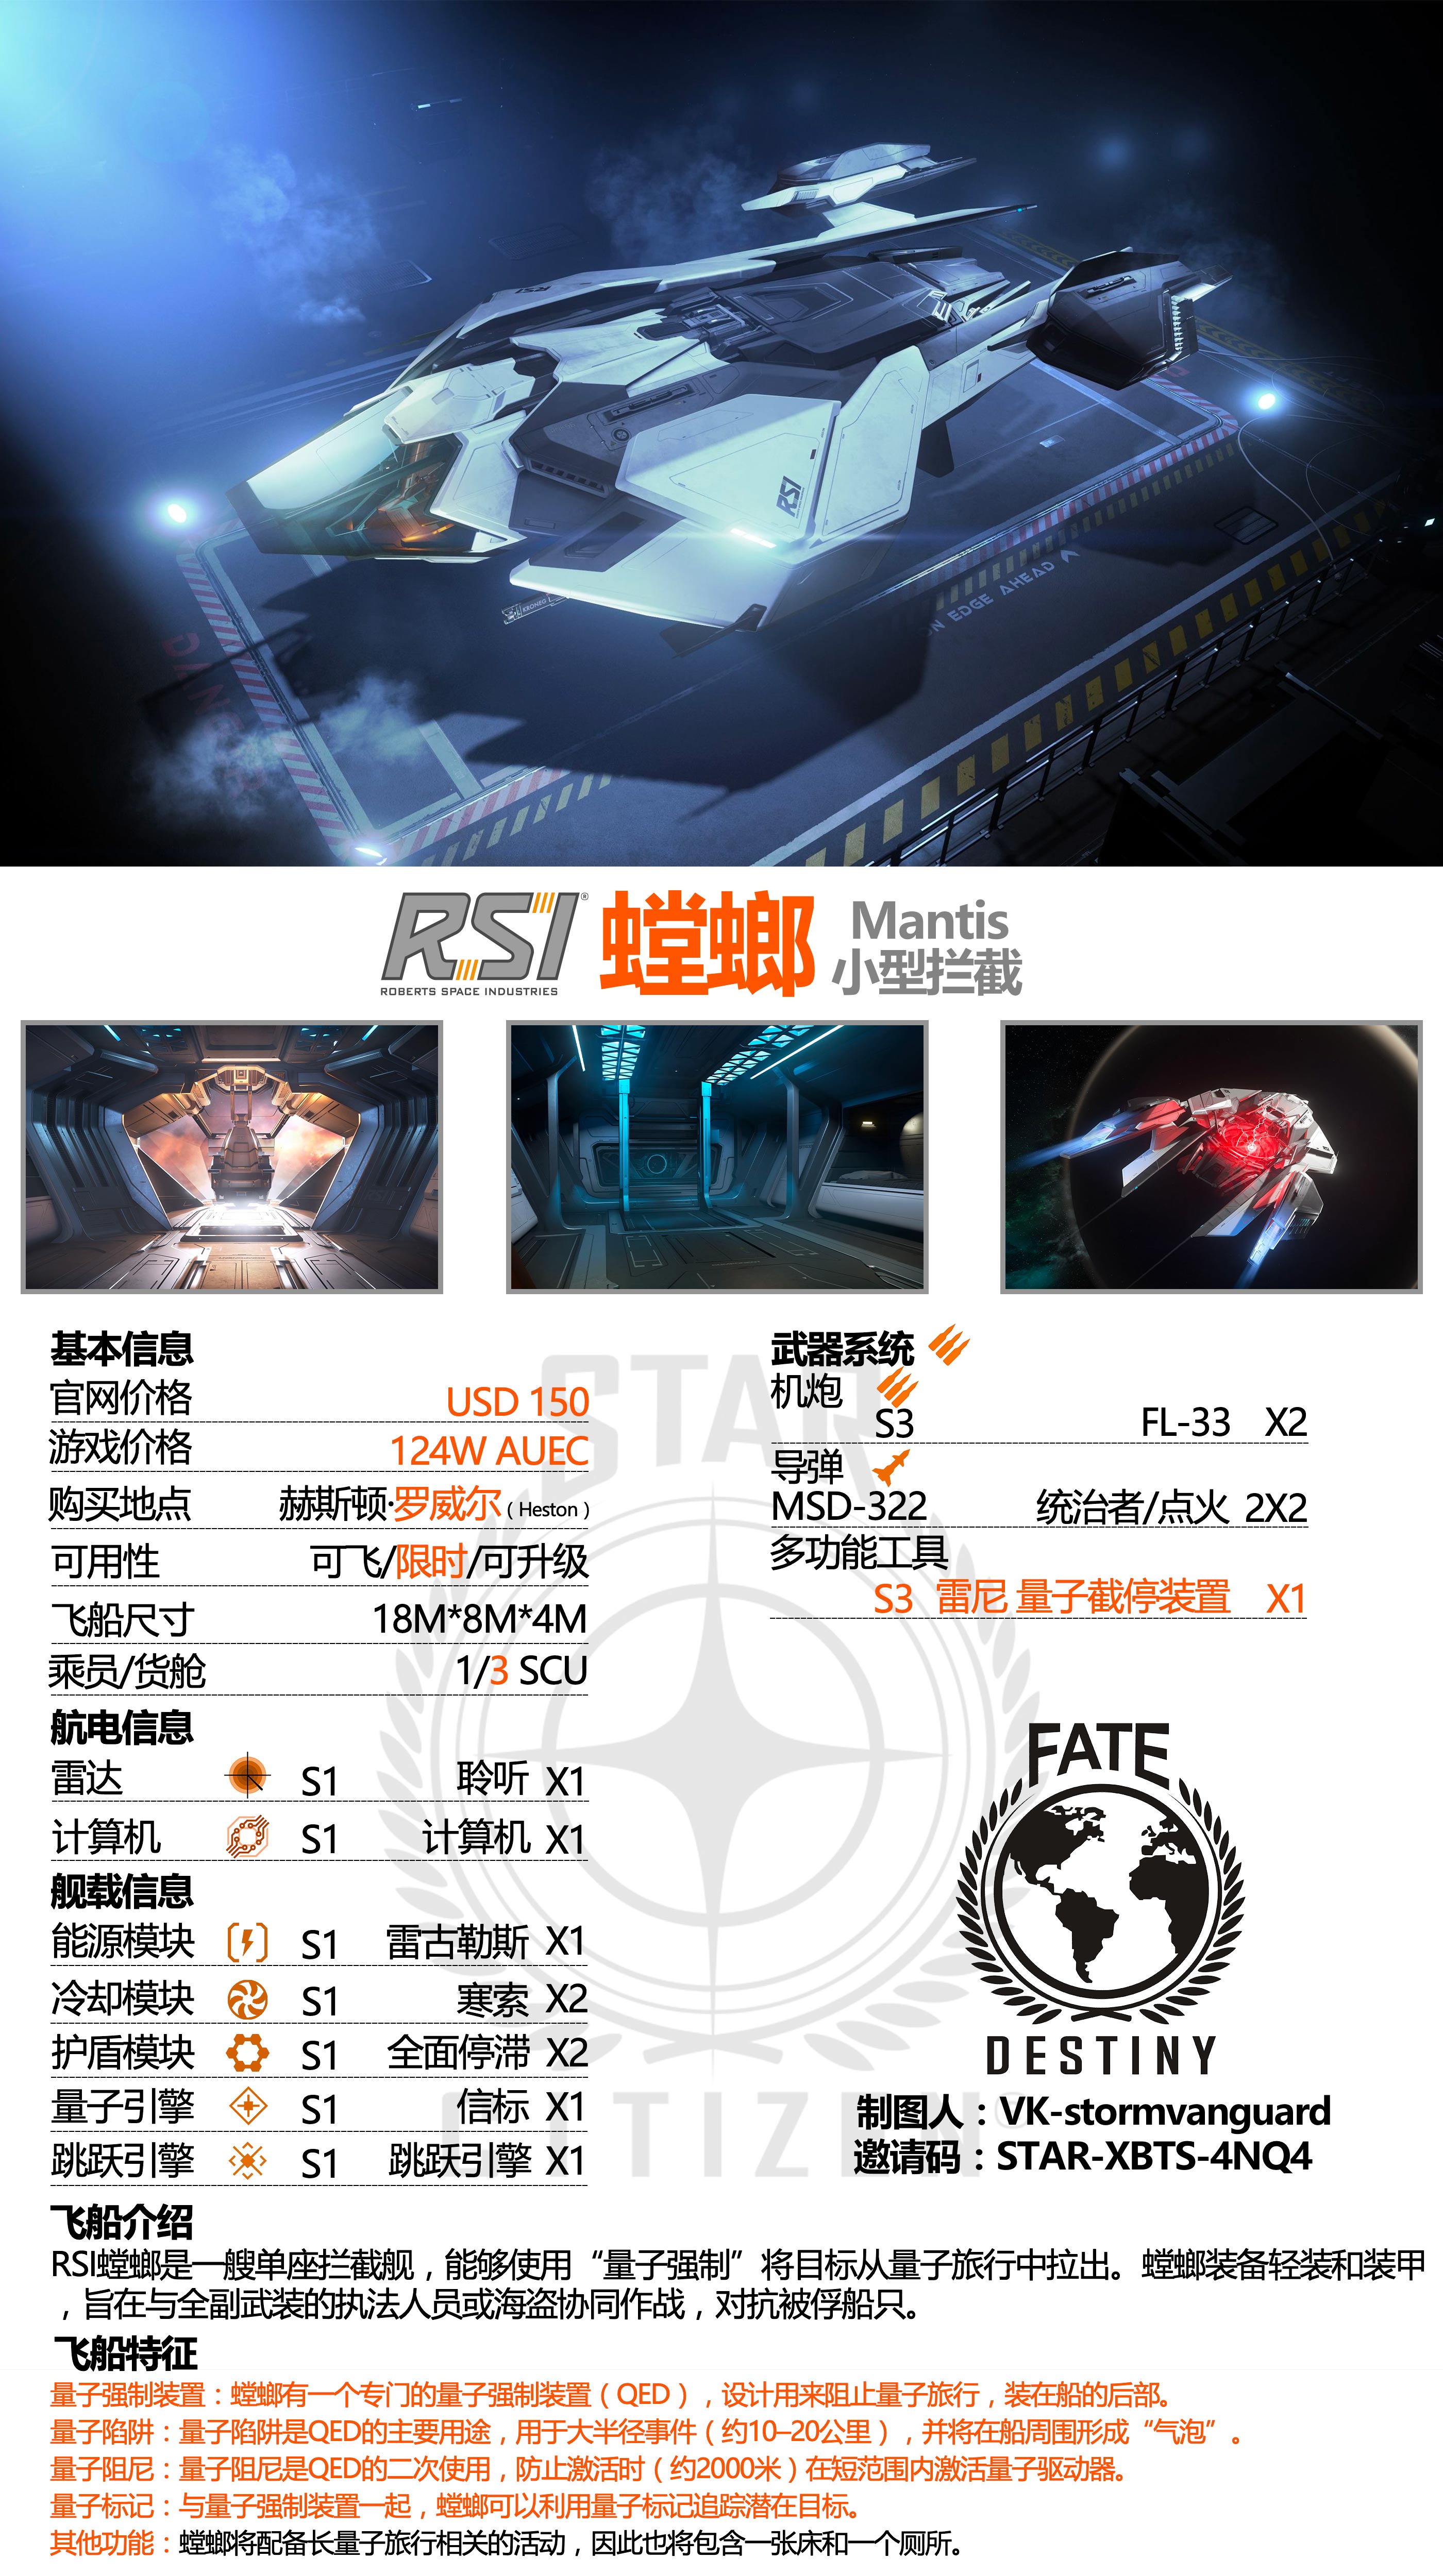 RSI
RSI
ON EDGE AHEAD
RSI®
ROBERTS SPACE INDUSTRIES
螳螂
Mantis
小型拦截
基本信息
官网价格 USD 150
游戏价格 124W AUEC
购买地点 赫斯顿·罗威尔(Heston)
可用性 可飞/限时/可升级
飞船尺寸 18M*8M*4M
乘员/货舱 1/3 SCU
航电信息
雷达 S1 聆听 X1
计算机 S1 计算机 X1
舰载信息
能源模块 S1 雷古勒斯 X1
冷却模块 S1 寒索 X2
护盾模块 S1 全面停滞 X2
量子引擎 S1 信标 X1
跳跃引擎 S1 跳跃引擎 X1
武器系统
机炮
S3 FL-33 X2
导弹
MSD-322 统治者/点火 2X2
多功能工具
S3 雷尼 量子截停装置 X1
STAR
CITIZEN
FATE
DESTINY
制图人：VK-stormvanguard
邀请码：STAR-XBTS-4NQ4
飞船介绍
RSI螳螂是一艘单座拦截舰，能够使用“量子强制”将目标从量子旅行中拉出。螳螂装备轻装和装甲
，旨在与全副武装的执法人员或海盗协同作战，对抗被俘船只。
飞船特征
量子强制装置：螳螂有一个专门的量子强制装置（QED），设计用来阻止量子旅行，装在船的后部。
量子陷阱：量子陷阱是QED的主要用途，用于大半径事件（约10–20公里），并将在船周围形成“气泡”。
量子阻尼：量子阻尼是QED的二次使用，防止激活时（约2000米）在短范围内激活量子驱动器。
量子标记：与量子强制装置一起，螳螂可以利用量子标记追踪潜在目标。
其他功能：螳螂将配备长量子旅行相关的活动，因此也将包含一张床和一个厕所。